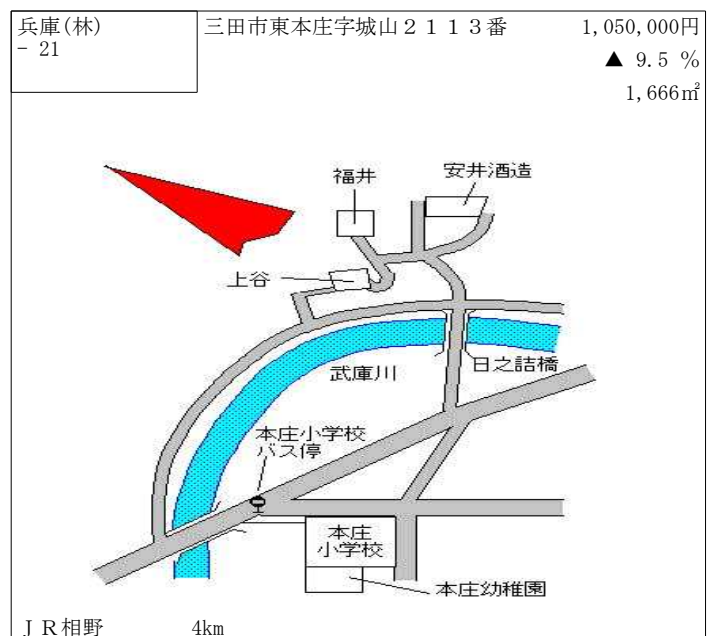 兵庫(林)
- 21
三田市東本庄字城山２１１３番
1,050,000円
▲ 9.5 %
1,666㎡
福井
安井酒造
上谷
武庫川
日之詰橋
本庄小学校
バス停
本庄
小学校
本庄幼稚園
ＪＲ相野 4km